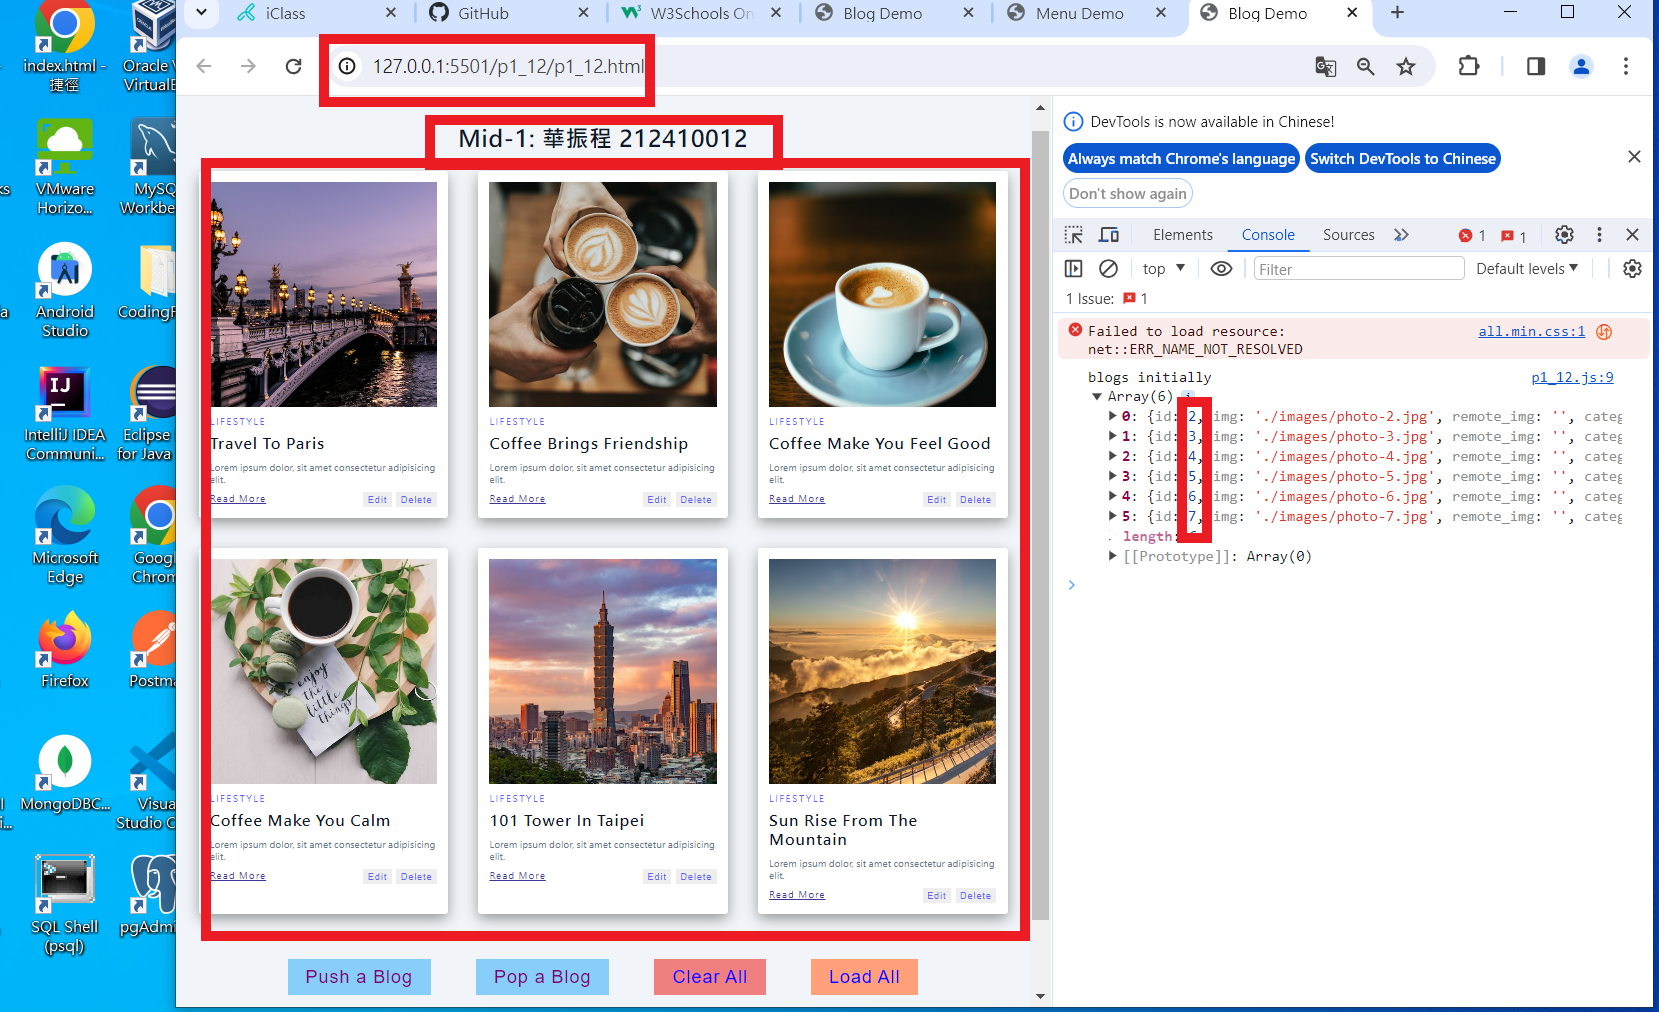 iClass
GitHub
W3Schools On
Blog Demo
Menu Demo
Blog Demo
127.0.0.1:5501/p1_12/p1_12.html
index.html -
捷徑
Oracle V
VirtualB
VMware
Horizo...
MySQ
Workbe
Android
Studio
CodingF
IntelliJ IDEA
Communi...
Eclipse
for Java
Microsoft
Edge
Goog
Chrom
Firefox
Postma
MongoDBC...
Visua
Studio C
SQL Shell
(psql)
pgAdmi
Mid-1: 華振程 212410012
LIFESTYLE
Travel To Paris
Lorem ipsum dolor, sit amet consectetur adipisicing
elit.
Read More
Edit
Delete
LIFESTYLE
Coffee Brings Friendship
Lorem ipsum dolor, sit amet consectetur adipisicing
elit.
Read More
Edit
Delete
LIFESTYLE
Coffee Make You Feel Good
Lorem ipsum dolor, sit amet consectetur adipisicing
elit.
Read More
Edit
Delete
enjoy
the
little
things
LIFESTYLE
Coffee Make You Calm
Lorem ipsum dolor, sit amet consectetur adipisicing
elit.
Read More
Edit
Delete
LIFESTYLE
101 Tower In Taipei
Lorem ipsum dolor, sit amet consectetur adipisicing
elit.
Read More
Edit
Delete
LIFESTYLE
Sun Rise From The
Mountain
Lorem ipsum dolor, sit amet consectetur adipisicing
elit.
Read More
Edit
Delete
Push a Blog
Pop a Blog
Clear All
Load All
DevTools is now available in Chinese!
Always match Chrome's language
Switch DevTools to Chinese
Don't show again
Elements
Console
Sources
1
1
top
Filter
Default levels
1 Issue: 1
Failed to load resource: all.min.css:1
net::ERR_NAME_NOT_RESOLVED
blogs initially p1_12.js:9
Array(6)
0: {id: 2, img: './images/photo-2.jpg', remote_img: '', categ
1: {id: 3, img: './images/photo-3.jpg', remote_img: '', categ
2: {id: 4, img: './images/photo-4.jpg', remote_img: '', categ
3: {id: 5, img: './images/photo-5.jpg', remote_img: '', categ
4: {id: 6, img: './images/photo-6.jpg', remote_img: '', categ
5: {id: 7, img: './images/photo-7.jpg', remote_img: '', categ
length:
[[Prototype]]: Array(0)